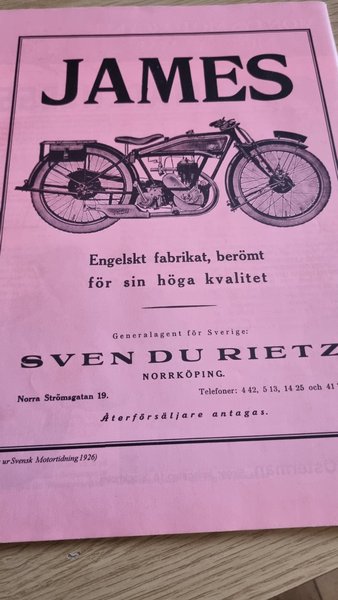 JAMES
Engelskt fabrikat, berömt
för sin höga kvalitet
Generalagent för Sverige:
SVEN DU RIETZ
NORRKÖPING.
Norra Strömsgatan 19. Telefoner: 4 42, 5 13, 14 25 och 41
Återförsäljare antagas.
ur Svensk Motortidning 1926)